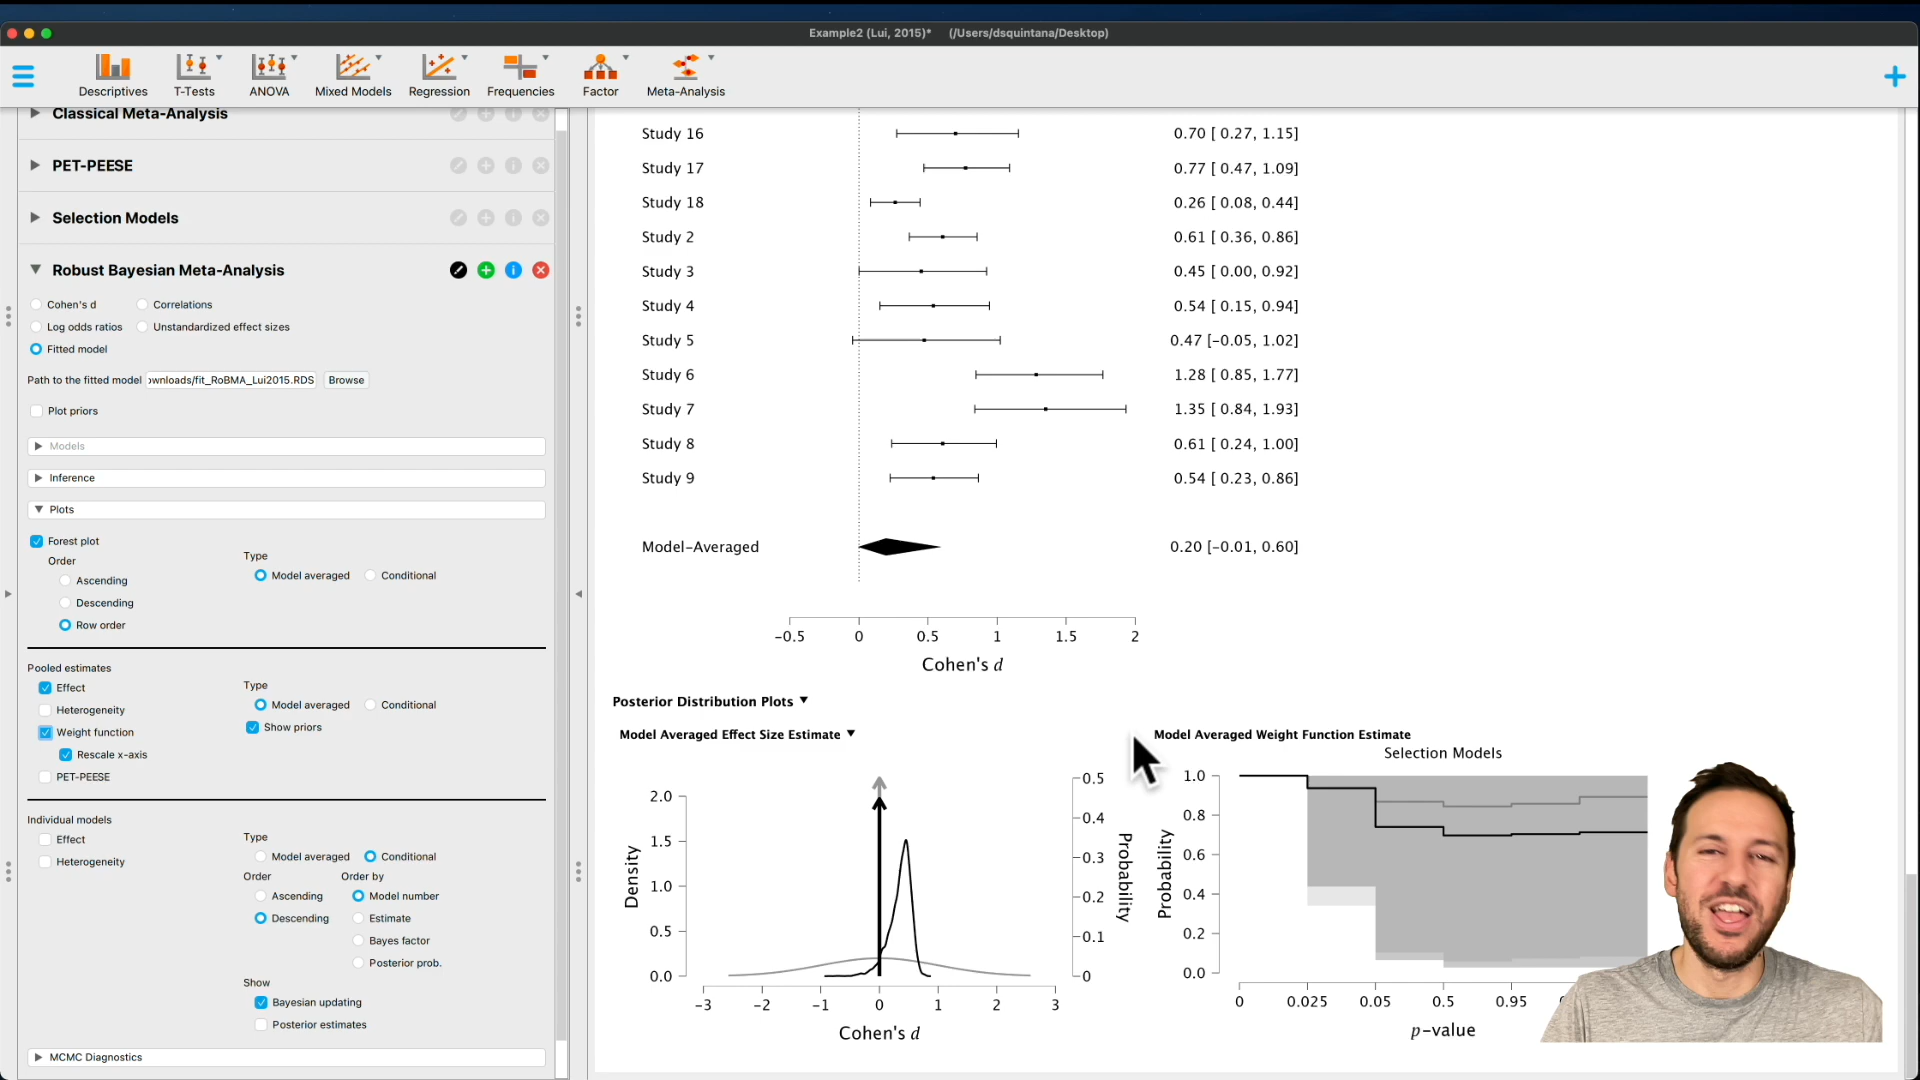 Example2 (Lui, 2015)* (/Users/dsquintana/Desktop)
Descriptives
T-Tests
ANOVA
Mixed Models
Regression
Frequencies
Factor
Meta-Analysis
Classical Meta-Analysis
PET-PEESE
Selection Models
Robust Bayesian Meta-Analysis
Cohen's d
Correlations
Log odds ratios
Unstandardized effect sizes
Fitted model
Path to the fitted model
ownloads/fit_RoBMA_Lui2015.RDS
Browse
Plot priors
Models
Inference
Plots
Forest plot
Order
Ascending
Descending
Row order
Type
Model averaged
Conditional
Pooled estimates
Effect
Heterogeneity
Weight function
Rescale x-axis
PET-PEESE
Type
Model averaged
Conditional
Show priors
Individual models
Effect
Heterogeneity
Type
Model averaged
Conditional
Order
Ascending
Descending
Order by
Model number
Estimate
Bayes factor
Posterior prob.
Show
Bayesian updating
Posterior estimates
MCMC Diagnostics
Study 16 0.70 [ 0.27, 1.15]
Study 17 0.77 [ 0.47, 1.09]
Study 18 0.26 [ 0.08, 0.44]
Study 2 0.61 [ 0.36, 0.86]
Study 3 0.45 [ 0.00, 0.92]
Study 4 0.54 [ 0.15, 0.94]
Study 5 0.47 [-0.05, 1.02]
Study 6 1.28 [ 0.85, 1.77]
Study 7 1.35 [ 0.84, 1.93]
Study 8 0.61 [ 0.24, 1.00]
Study 9 0.54 [ 0.23, 0.86]
Model-Averaged 0.20 [-0.01, 0.60]
-0.5 0 0.5 1 1.5 2
Cohen's d
Posterior Distribution Plots
Model Averaged Effect Size Estimate
2.0
1.5
1.0
0.5
0.0
Density
0.5
0.4
0.3
0.2
0.1
0
Probability
-3 -2 -1 0 1 2 3
Cohen's d
Model Averaged Weight Function Estimate
Selection Models
1.0
0.8
0.6
0.4
0.2
0.0
Probability
0 0.025 0.05 0.5 0.95
p-value